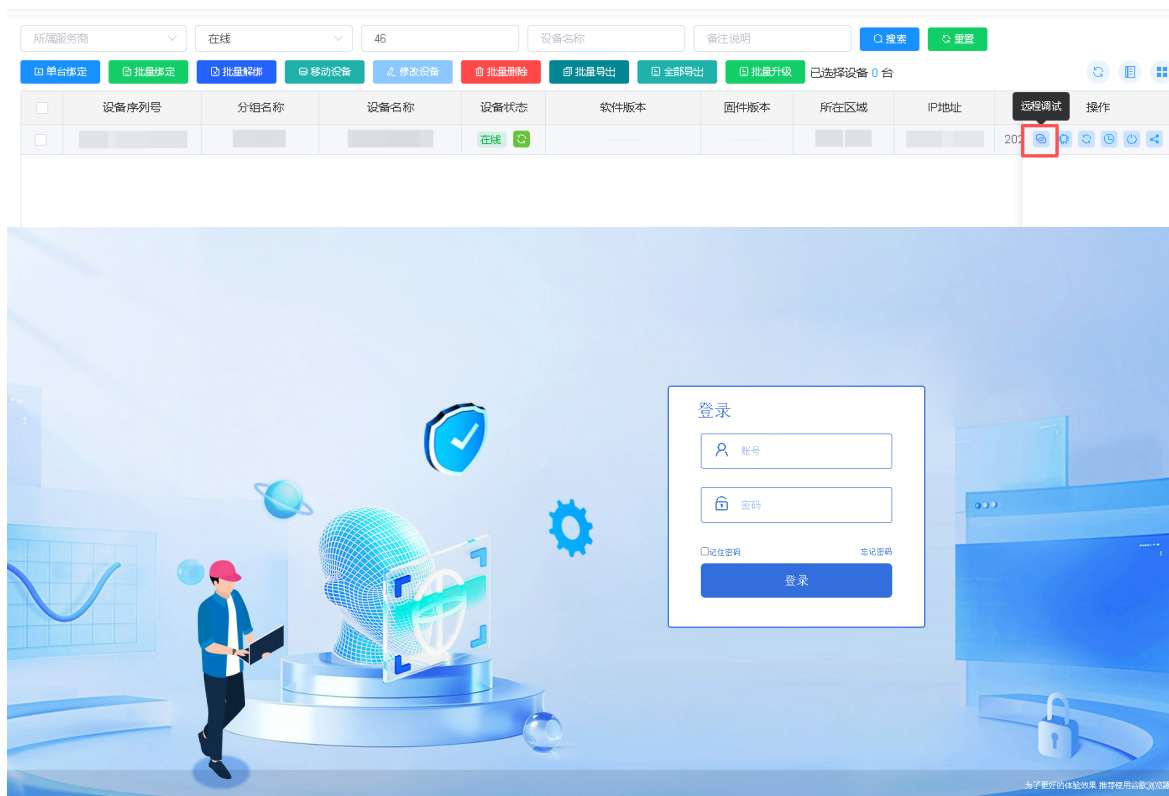 所属服务商 在线 46 设备名称 备注说明 搜索 重置
单台绑定 批量绑定 批量解绑 移动设备 修改设备 批量删除 批量导出 全部导出 批量升级 已选择设备 0 台
设备序列号 分组名称 设备名称 设备状态 软件版本 固件版本 所在区域 IP地址 远程调试 操作
在线 202
登录
账号
密码
记住密码 忘记密码
登录
为了更好的体验效果 推荐使用谷歌浏览